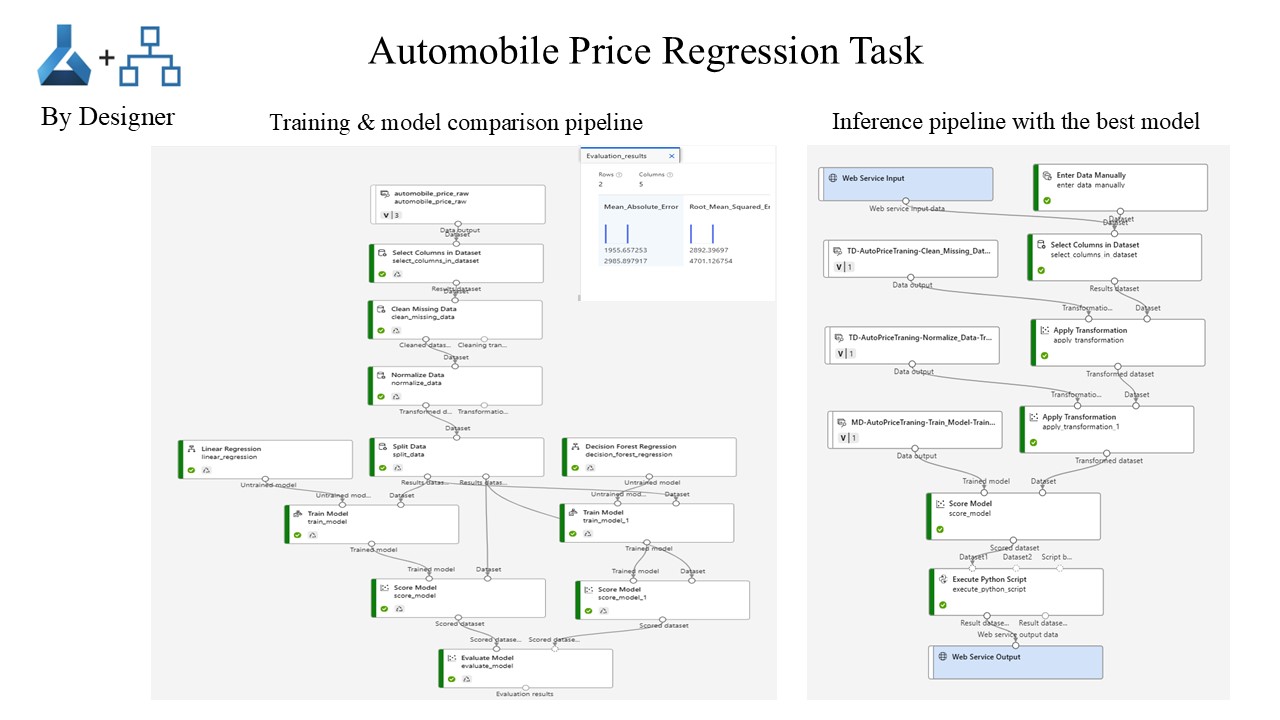 Automobile Price Regression Task
+
By Designer
Training & model comparison pipeline
Inference pipeline with the best model
automobile_price_raw
automobile_price_raw
V | 3
Data output
Dataset
Select Columns in Dataset
select_columns_in_dataset
Results dataset
Dataset
Clean Missing Data
clean_missing_data
Cleaned datas...
Cleaning tran...
Dataset
Normalize Data
normalize_data
Transformed d...
Transformatio...
Dataset
Linear Regression
linear_regression
Untrained model
Split Data
split_data
Results datas...
Results datas...
Decision Forest Regression
decision_forest_regression
Untrained model
Untrained mod...
Dataset
Train Model
train_model
Trained model
Untrained mod...
Dataset
Train Model
train_model_1
Trained model
Trained model
Dataset
Score Model
score_model
Scored dataset
Trained model
Dataset
Score Model
score_model_1
Scored dataset
Scored datase...
Scored datase...
Evaluate Model
evaluate_model
Evaluation results
Evaluation_results
×
Rows
Columns
2
5
Mean_Absolute_Error
Root_Mean_Squared_Er
1955.657253
2892.39697
2985.897917
4701.126754
Web Service Input
Web service input data
Enter Data Manually
enter data manually
Dataset
Dataset
Select Columns in Dataset
select columns in dataset
Results dataset
TD-AutoPriceTraning-Clean_Missing_Dat...
V | 1
Data output
Transformatio...
Dataset
Apply Transformation
apply transformation
Transformed dataset
TD-AutoPriceTraning-Normalize_Data-Tr...
V | 1
Data output
Transformatio...
Dataset
Apply Transformation
apply_transformation_1
Transformed dataset
MD-AutoPriceTraning-Train_Model-Train...
V | 1
Data output
Trained model
Dataset
Score Model
score_model
Scored dataset
Dataset1
Dataset2
Script b...
Execute Python Script
execute_python_script
Result datase...
Result datase...
Web service output data
Web Service Output